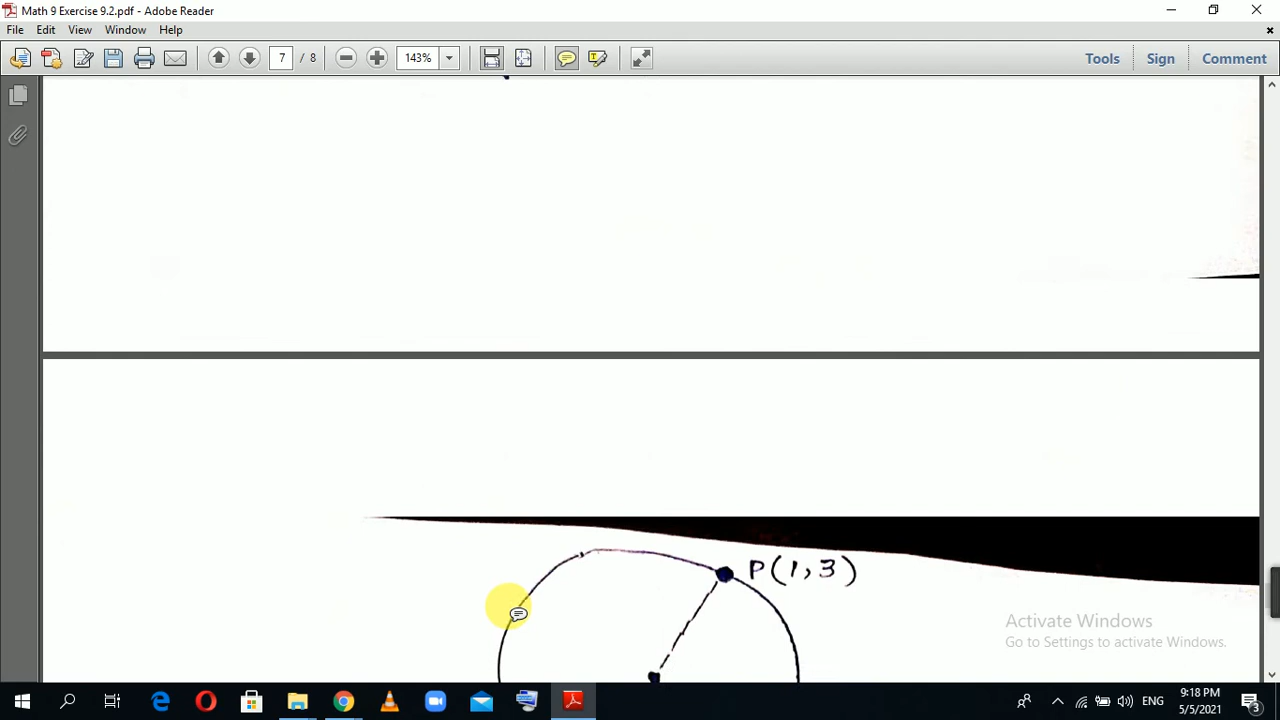 Math 9 Exercise 9.2.pdf - Adobe Reader
File Edit View Window Help
7 / 8 143% Tools Sign Comment
P(1,3)
Activate Windows
Go to Settings to activate Windows.
9:18 PM
ENG
5/5/2021
3